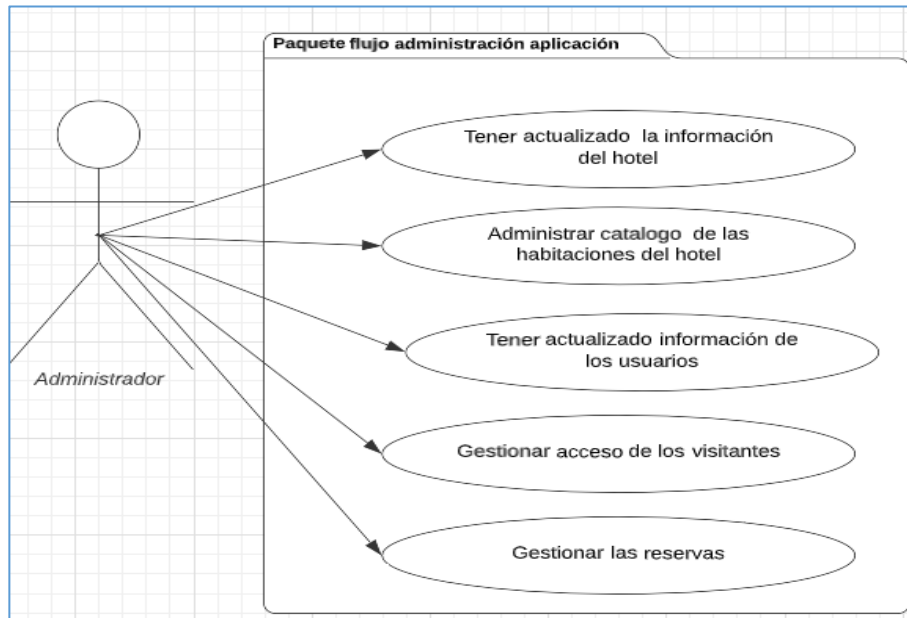 Paquete flujo administración aplicación
Tener actualizado la información
del hotel
Administrar catalogo de las
habitaciones del hotel
Tener actualizado información de
los usuarios
Administrador
Gestionar acceso de los visitantes
Gestionar las reservas